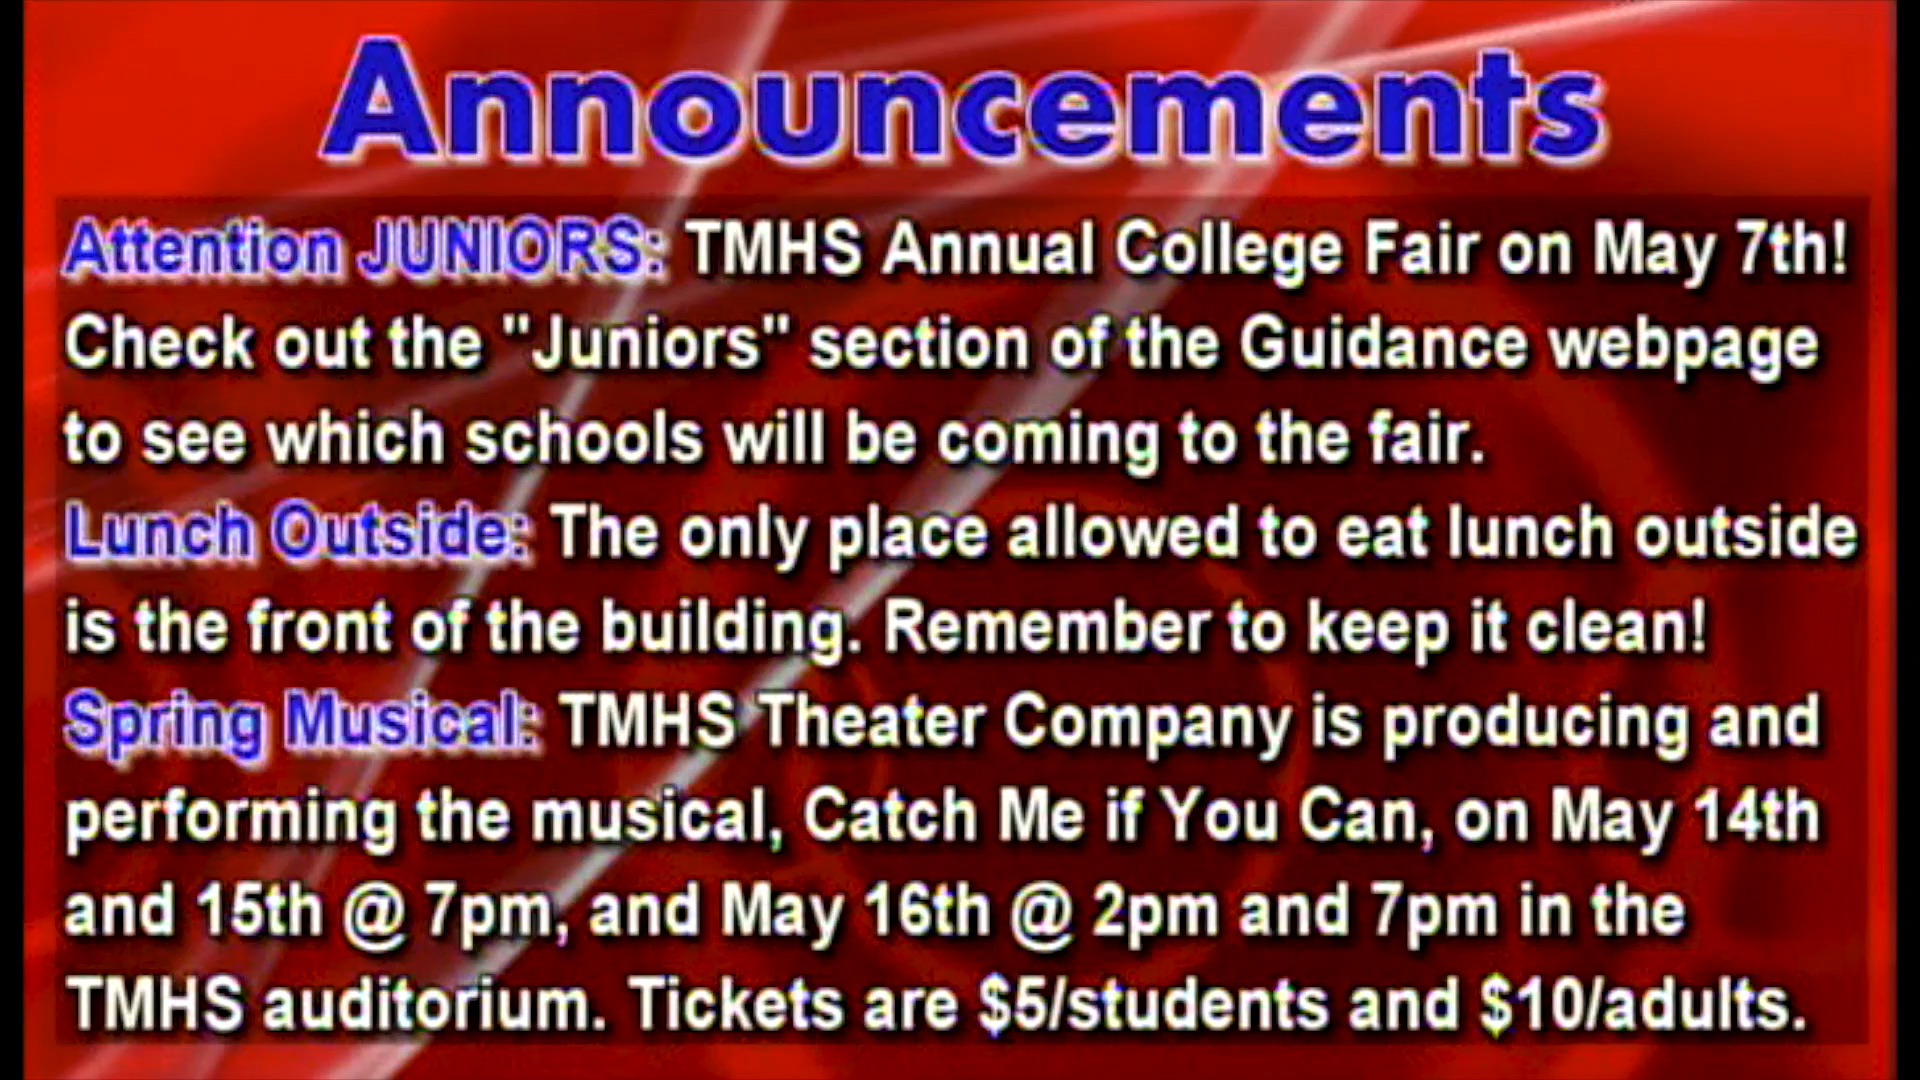 Announcements
Attention JUNIORS: TMHS Annual College Fair on May 7th!
Check out the "Juniors" section of the Guidance webpage
to see which schools will be coming to the fair.
Lunch Outside: The only place allowed to eat lunch outside
is the front of the building. Remember to keep it clean!
Spring Musical: TMHS Theater Company is producing and
performing the musical, Catch Me if You Can, on May 14th
and 15th @ 7pm, and May 16th @ 2pm and 7pm in the
TMHS auditorium. Tickets are $5/students and $10/adults.